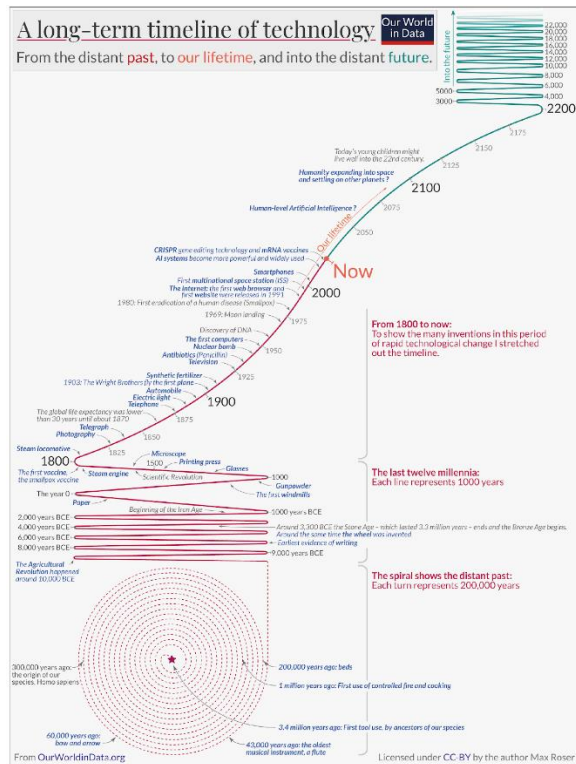 A long-term timeline of technology
Our World
in Data
From the distant past, to our lifetime, and into the distant future.
Into the future
22,000
20,000
18,000
16,000
14,000
12,000
10,000
8,000
6,000
5000
4,000
3000
2200
2175
2150
Today's young children might
live well into the 22nd century.
2125
Humanity expanding into space
and settling on other planets?
2100
2075
Human-level Artificial Intelligence?
2050
Our lifetime
CRISPR gene editing technology and mRNA vaccines
AI systems become more powerful and widely used
Now
Smartphones
First multinational space station (ISS)
The Internet: the first web browser and
first website were released in 1991
2000
1980: First eradication of a human disease (Smallpox)
1975
1969: Moon landing
Discovery of DNA
1950
The first computers
Nuclear bomb
Antibiotics (Penicillin)
Television
1925
Synthetic fertilizer
1903: The Wright Brothers fly the first plane
Automobile
1900
Electric light
Telephone
The global life expectancy was lower
than 30 years until about 1870
1875
Telegraph
1850
Photography
1825
Steam locomotive
1800
From 1800 to now:
To show the many inventions in this period
of rapid technological change I stretched
out the timeline.
Microscope
1500
Printing press
Glasses
The first vaccine,
the smallpox vaccine
Steam engine
Scientific Revolution
1000
Gunpowder
The year 0
The first windmills
Paper
Beginning of the Iron Age
1000 years BCE
2,000 years BCE
4,000 years BCE
Around 3,300 BCE the Stone Age - which lasted 3.3 million years - ends and the Bronze Age begins.
Around the same time the wheel was invented
6,000 years BCE
Earliest evidence of writing
8,000 years BCE
9,000 years BCE
The Agricultural
Revolution happened
around 10,000 BCE
The last twelve millennia:
Each line represents 1000 years
The spiral shows the distant past:
Each turn represents 200,000 years
300,000 years ago:
the origin of our
species, Homo sapiens
200,000 years ago: beds
1 million years ago: First use of controlled fire and cooking
3.4 million years ago: First tool use, by ancestors of our species
60,000 years ago:
bow and arrow
43,000 years ago: the oldest
musical instrument, a flute
From OurWorldinData.org
Licensed under CC-BY by the author Max Roser